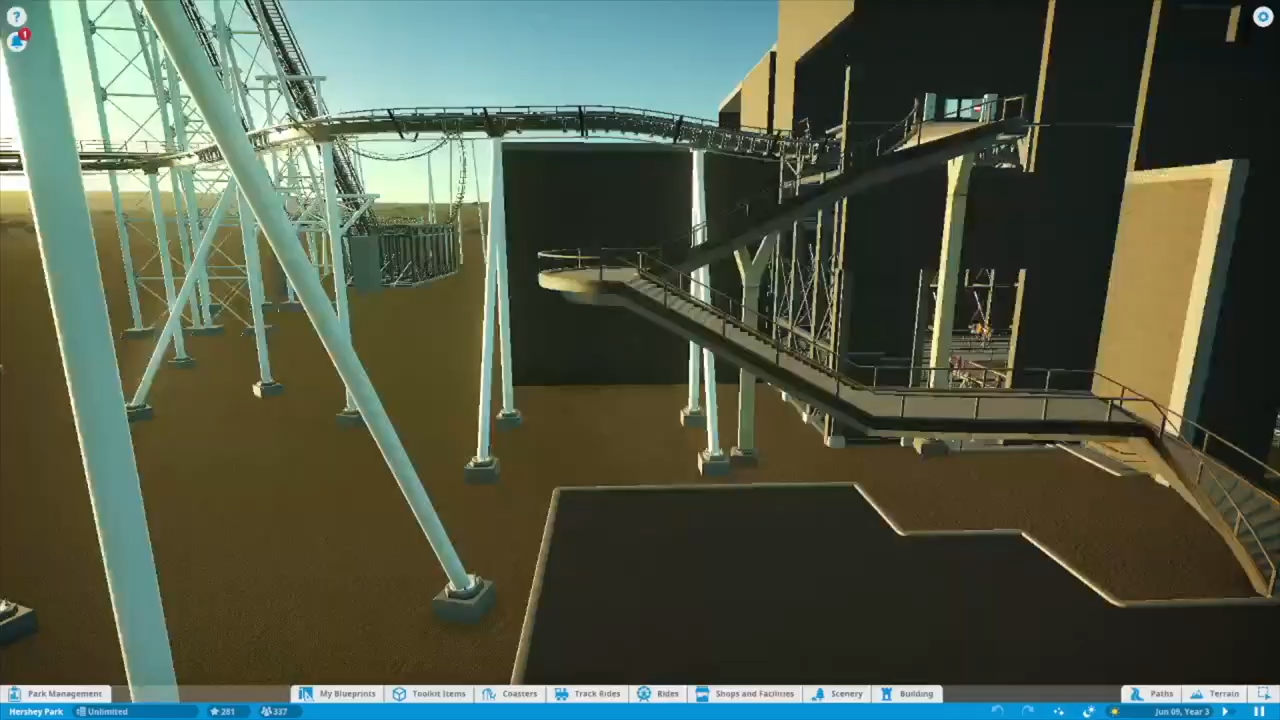 ?
1
Park Management
My Blueprints
Toolkit Items
Coasters
Track Rides
Rides
Shops and Facilities
Scenery
Building
Paths
Terrain
Hershey Park
Unlimited
281
337
Jun 09, Year 3